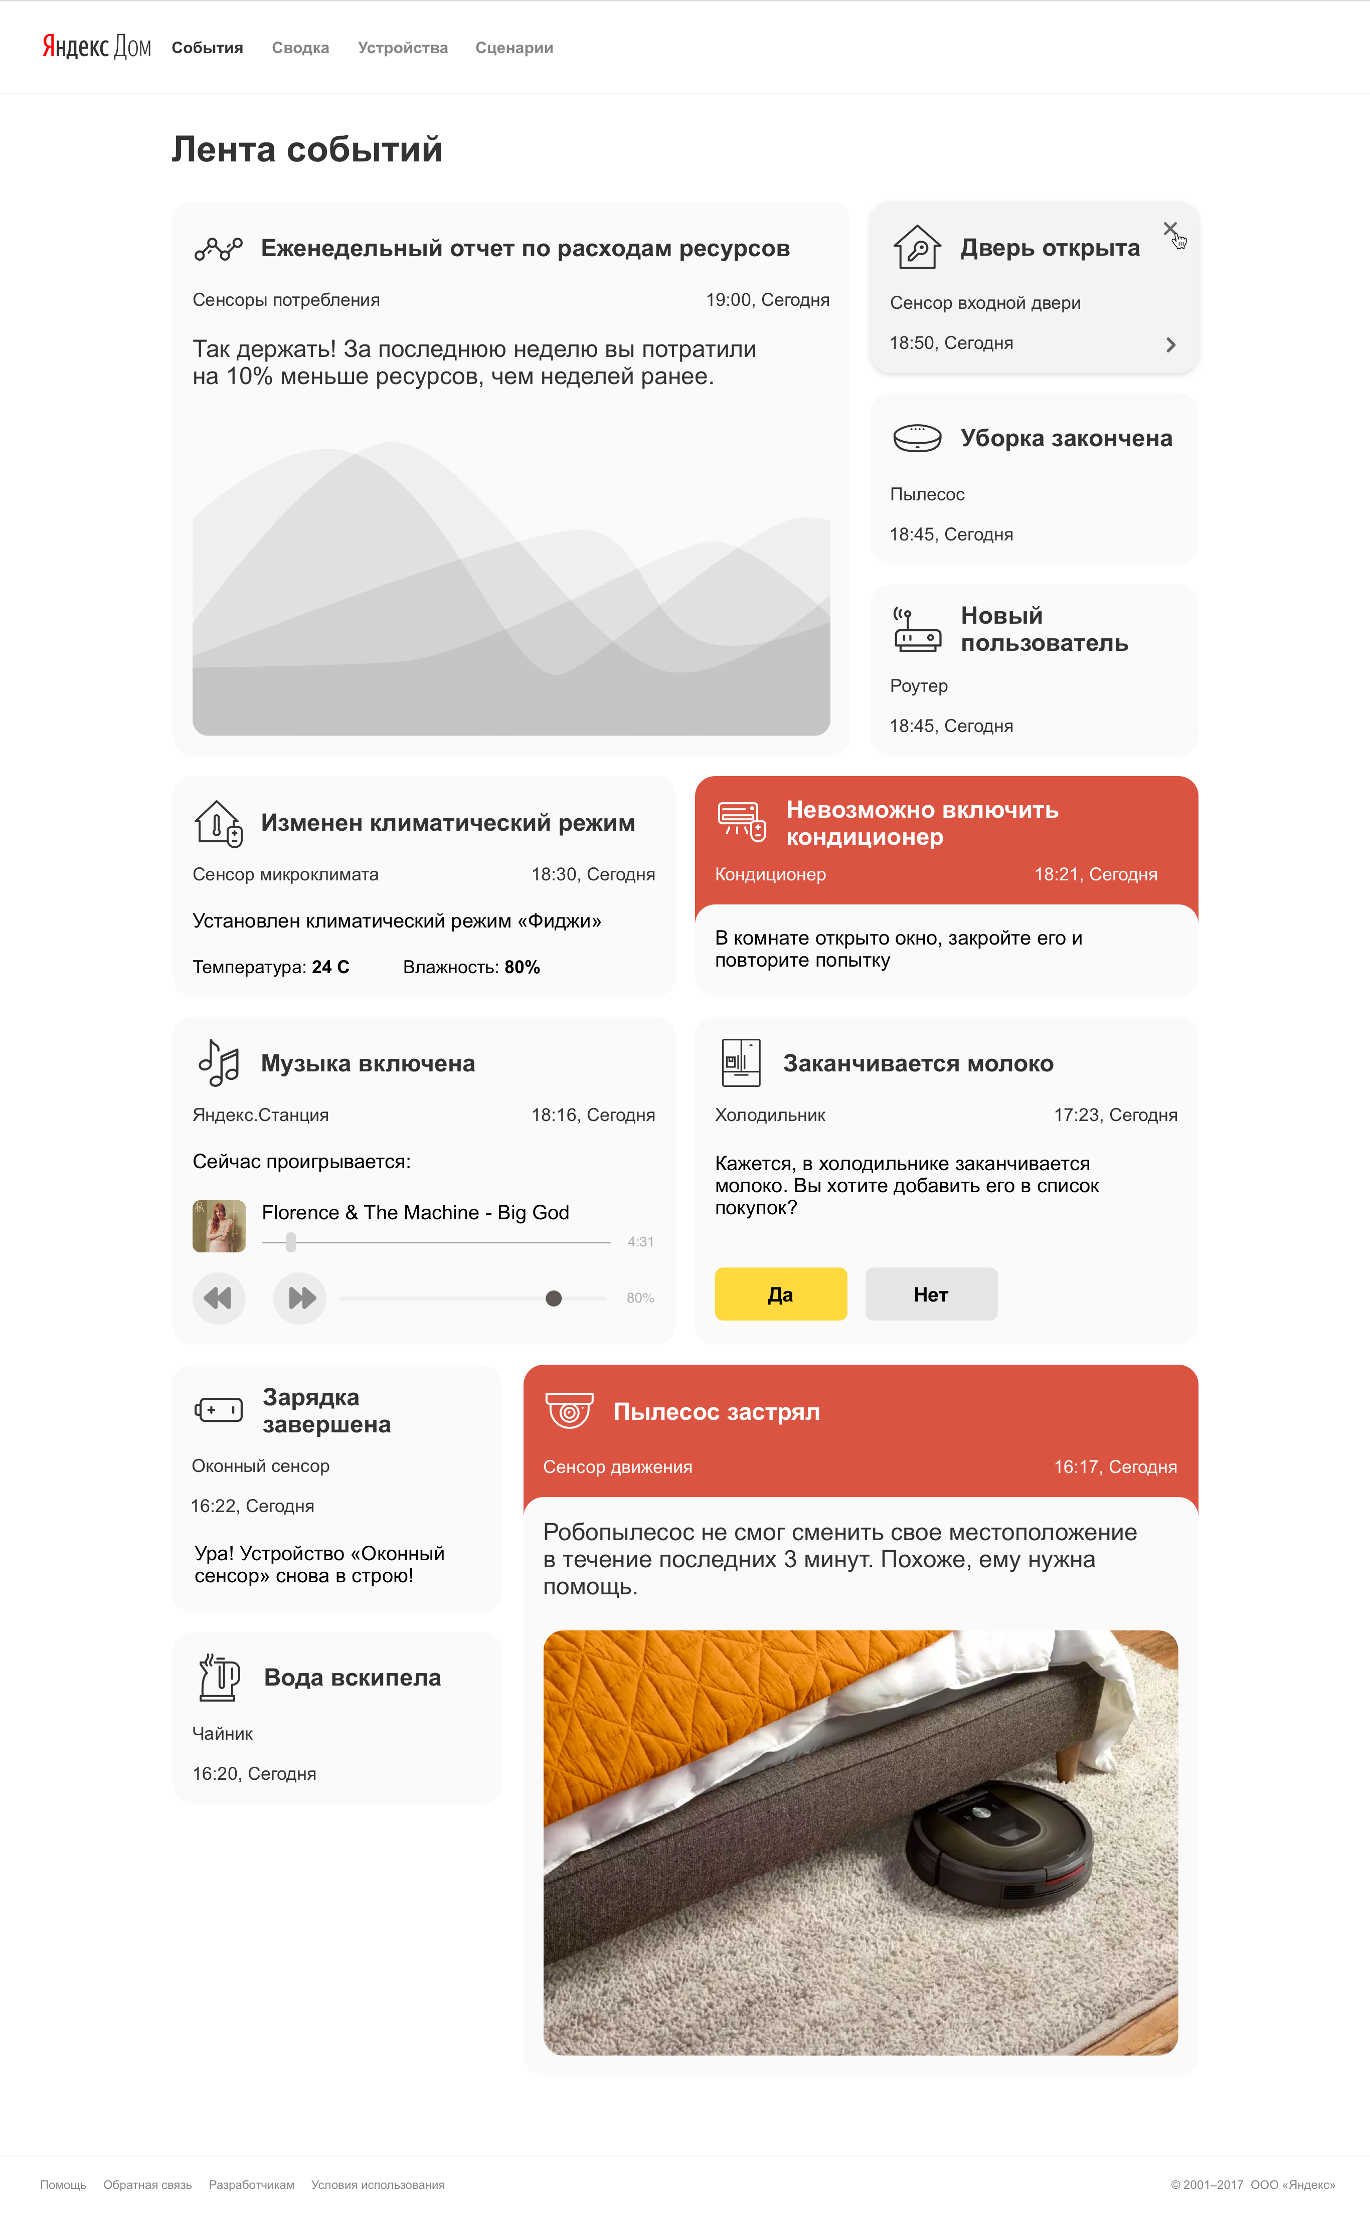 Яндекс Дом
События
Сводка
Устройства
Сценарии
Лента событий
Еженедельный отчет по расходам ресурсов
Сенсоры потребления
19:00, Сегодня
Так держать! За последнюю неделю вы потратили
на 10% меньше ресурсов, чем неделей ранее.
Дверь открыта
Сенсор входной двери
18:50, Сегодня
Уборка закончена
Пылесос
18:45, Сегодня
Новый
пользователь
Роутер
18:45, Сегодня
Изменен климатический режим
Сенсор микроклимата
18:30, Сегодня
Установлен климатический режим «Фиджи»
Температура: 24 C
Влажность: 80%
Невозможно включить
кондиционер
Кондиционер
18:21, Сегодня
В комнате открыто окно, закройте его и
повторите попытку
Музыка включена
Яндекс.Станция
18:16, Сегодня
Сейчас проигрывается:
Florence & The Machine - Big God
4:31
80%
Заканчивается молоко
Холодильник
17:23, Сегодня
Кажется, в холодильнике заканчивается
молоко. Вы хотите добавить его в список
покупок?
Да
Нет
Зарядка
завершена
Оконный сенсор
16:22, Сегодня
Ура! Устройство «Оконный
сенсор» снова в строю!
Пылесос застрял
Сенсор движения
16:17, Сегодня
Робопылесос не смог сменить свое местоположение
в течение последних 3 минут. Похоже, ему нужна
помощь.
Вода вскипела
Чайник
16:20, Сегодня
Помощь
Обратная связь
Разработчикам
Условия использования
© 2001–2017 ООО «Яндекс»